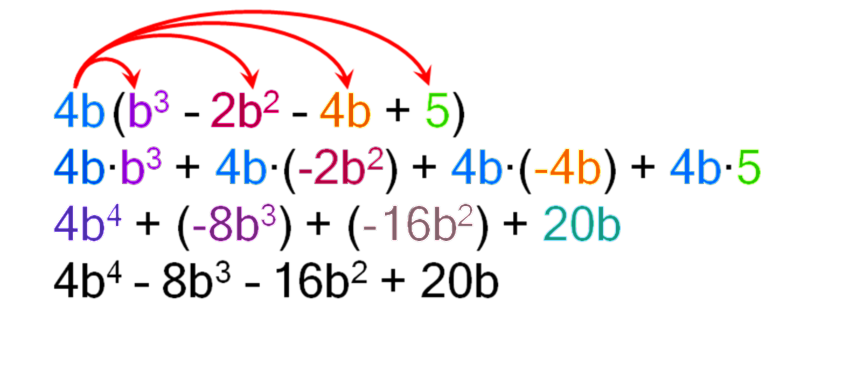 4b(b³ - 2b² - 4b + 5)
4b·b³ + 4b·(-2b²) + 4b·(-4b) + 4b·5
4b⁴ + (-8b³) + (-16b²) + 20b
4b⁴ - 8b³ - 16b² + 20b